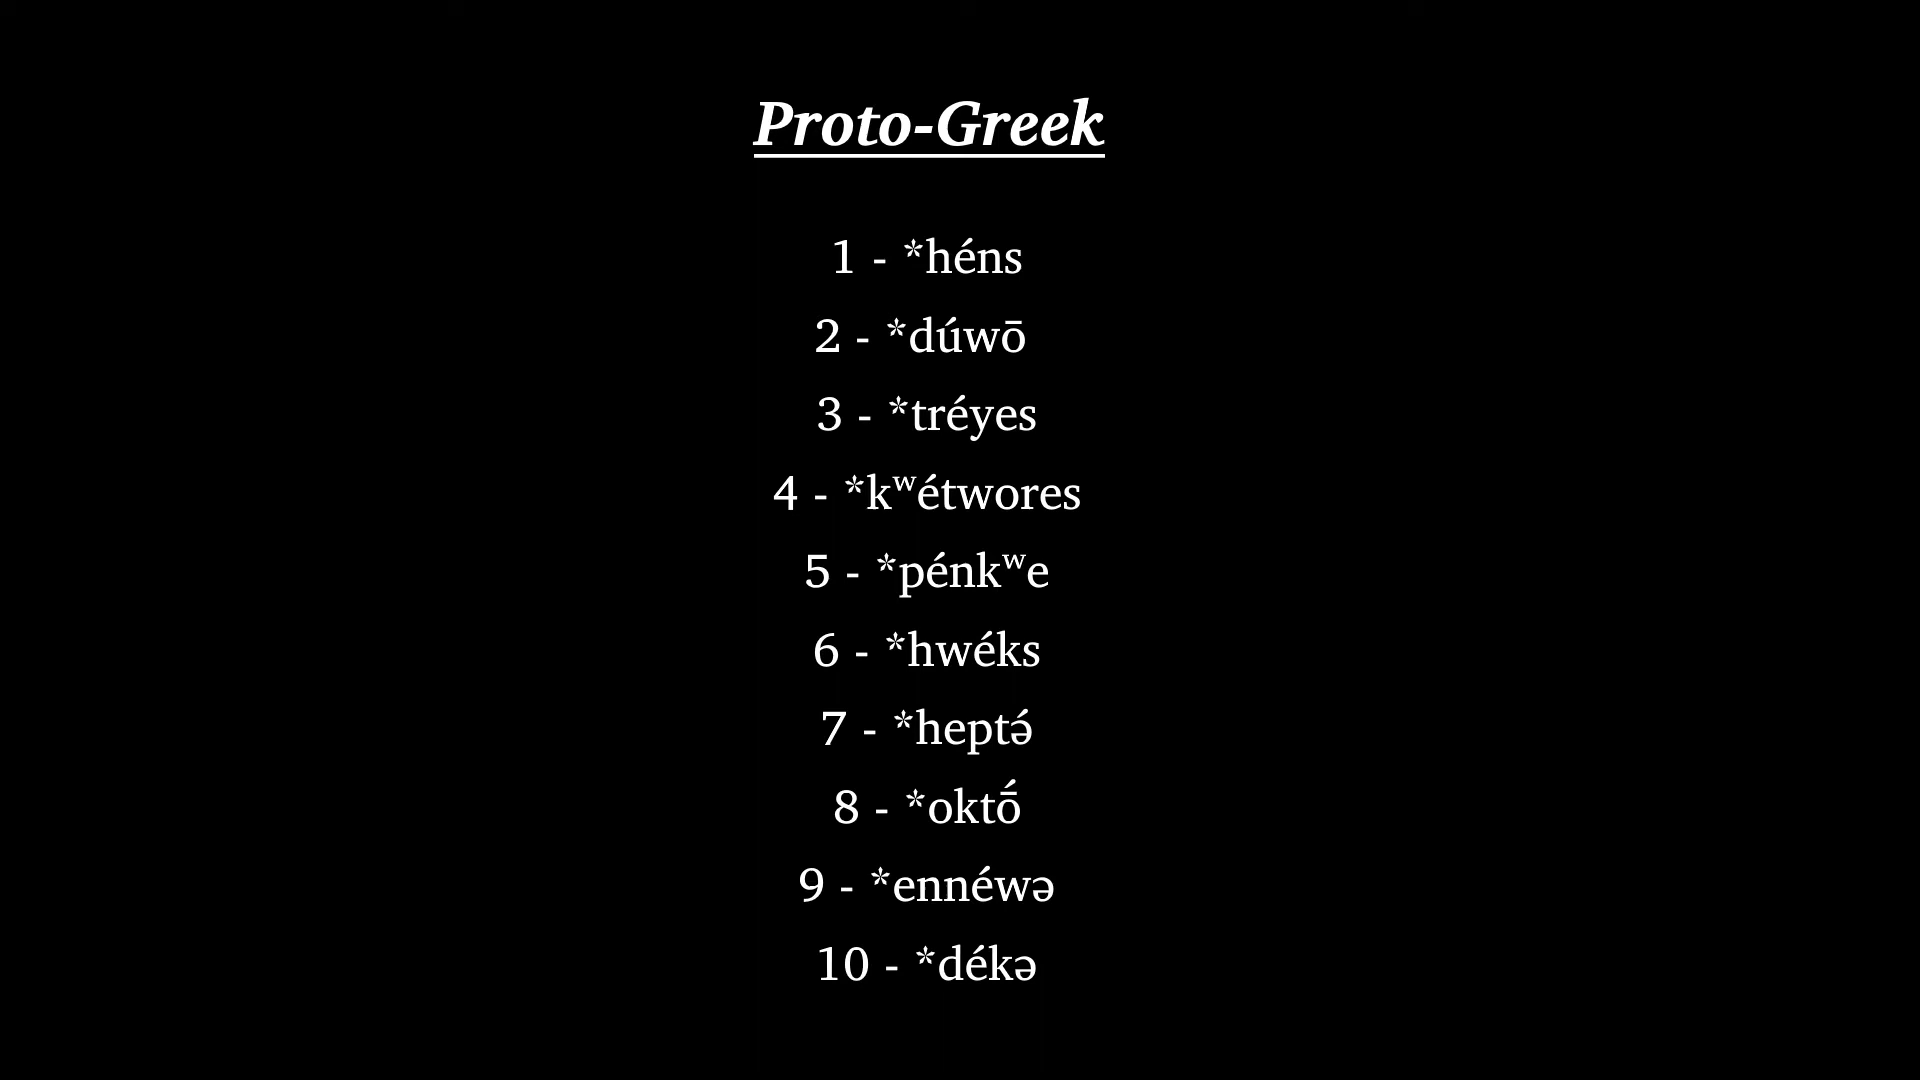 Proto-Greek
1 - *héns
2 - *dúwō
3 - *tréyes
4 - *kʷétwores
5 - *pénkʷe
6 - *hwéks
7 - *heptə́
8 - *oktṓ
9 - *ennéwə
10 - *dékə